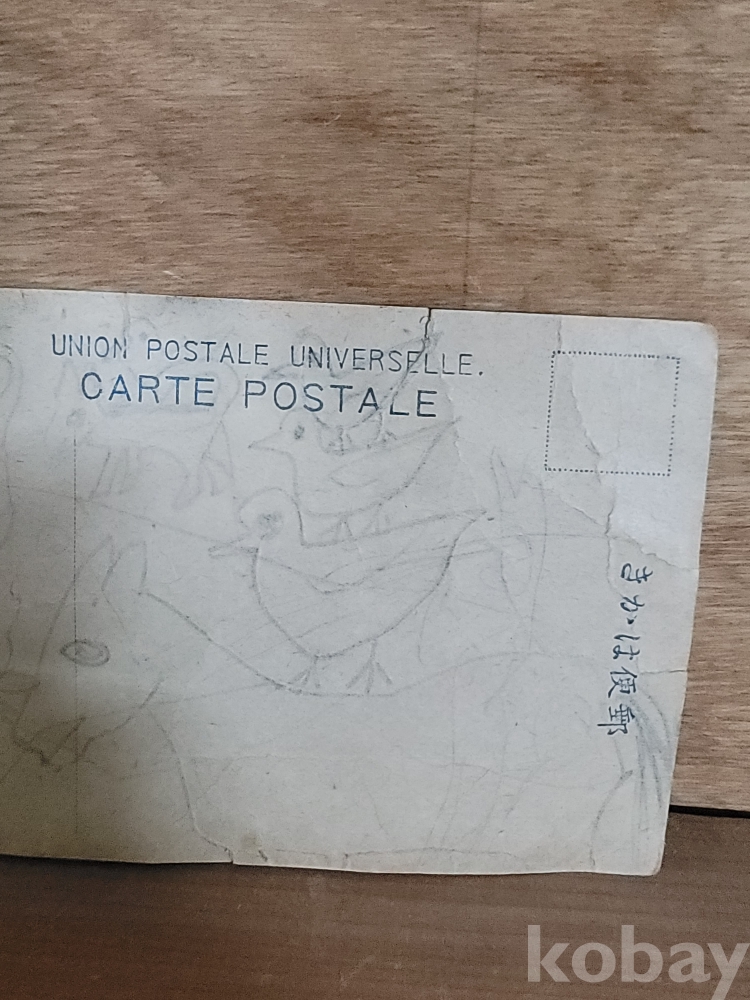 UNION POSTALE UNIVERSELLE.
CARTE POSTALE
きかは便郵
kobay